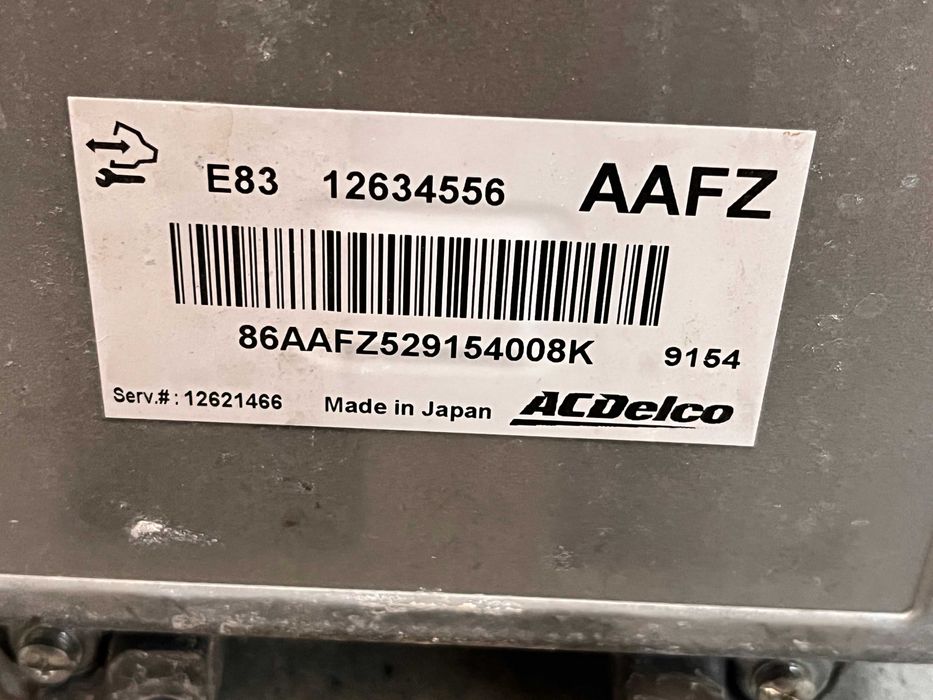 E83 12634556 AAFZ
86AAFZ529154008K 9154
Serv.#: 12621466 Made in Japan ACDelco